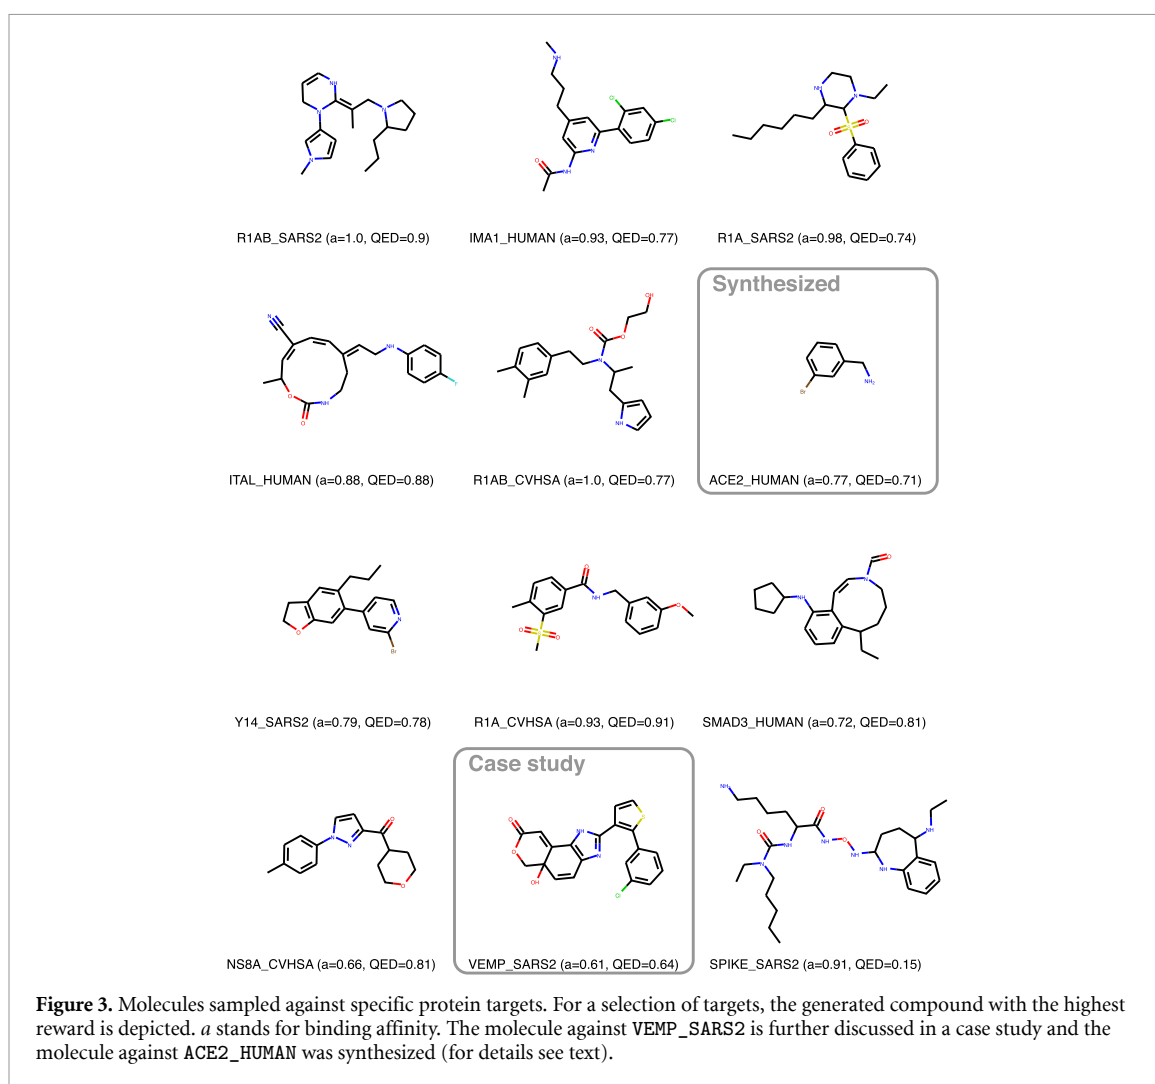 R1AB_SARS2 (a=1.0, QED=0.9)
IMA1_HUMAN (a=0.93, QED=0.77)
R1A_SARS2 (a=0.98, QED=0.74)
Synthesized
ITAL_HUMAN (a=0.88, QED=0.88)
R1AB_CVHSA (a=1.0, QED=0.77)
ACE2_HUMAN (a=0.77, QED=0.71)
Y14_SARS2 (a=0.79, QED=0.78)
R1A_CVHSA (a=0.93, QED=0.91)
SMAD3_HUMAN (a=0.72, QED=0.81)
Case study
NS8A_CVHSA (a=0.66, QED=0.81)
VEMP_SARS2 (a=0.61, QED=0.64)
SPIKE_SARS2 (a=0.91, QED=0.15)
Figure 3. Molecules sampled against specific protein targets. For a selection of targets, the generated compound with the highest
reward is depicted. a stands for binding affinity. The molecule against VEMP_SARS2 is further discussed in a case study and the
molecule against ACE2_HUMAN was synthesized (for details see text).